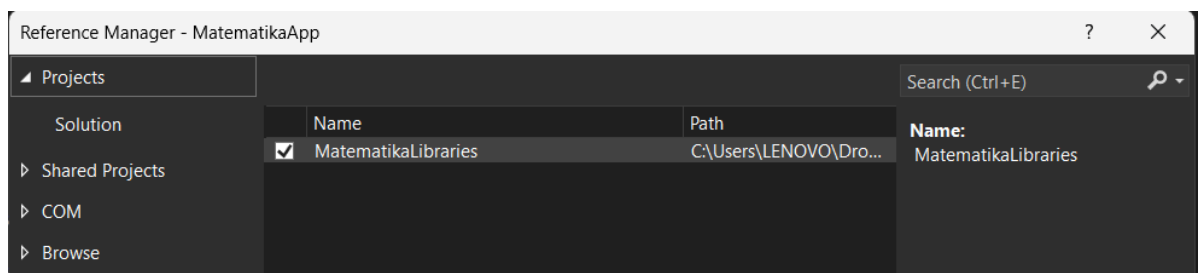 Reference Manager - MatematikaApp ? ×
Projects
Search (Ctrl+E)
Solution
Name Path
MatematikaLibraries C:\Users\LENOVO\Dro...
Name:
MatematikaLibraries
Shared Projects
COM
Browse